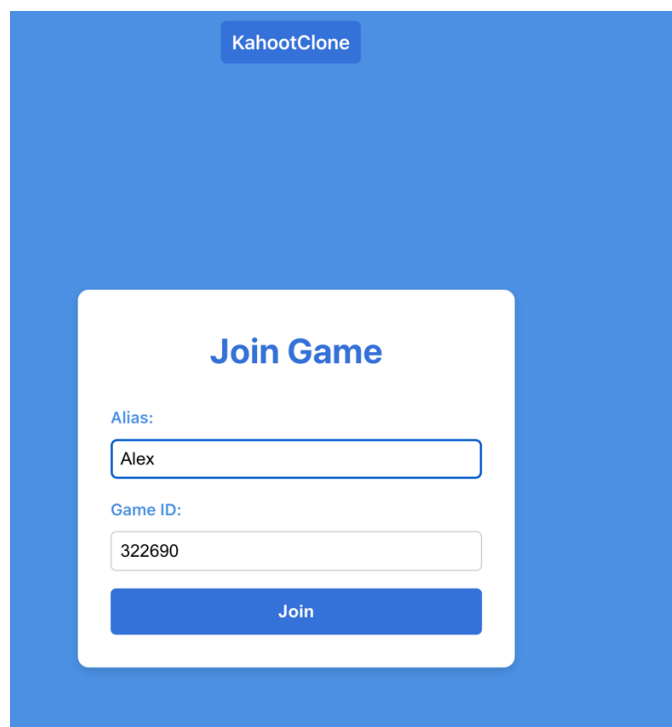 KahootClone
Join Game
Alias:
Alex
Game ID:
322690
Join